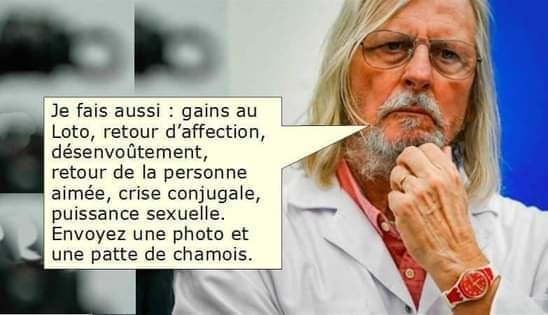 Je fais aussi : gains au
Loto, retour d’affection,
désenvoûtement,
retour de la personne
aimée, crise conjugale,
puissance sexuelle.
Envoyez une photo et
une patte de chamois.